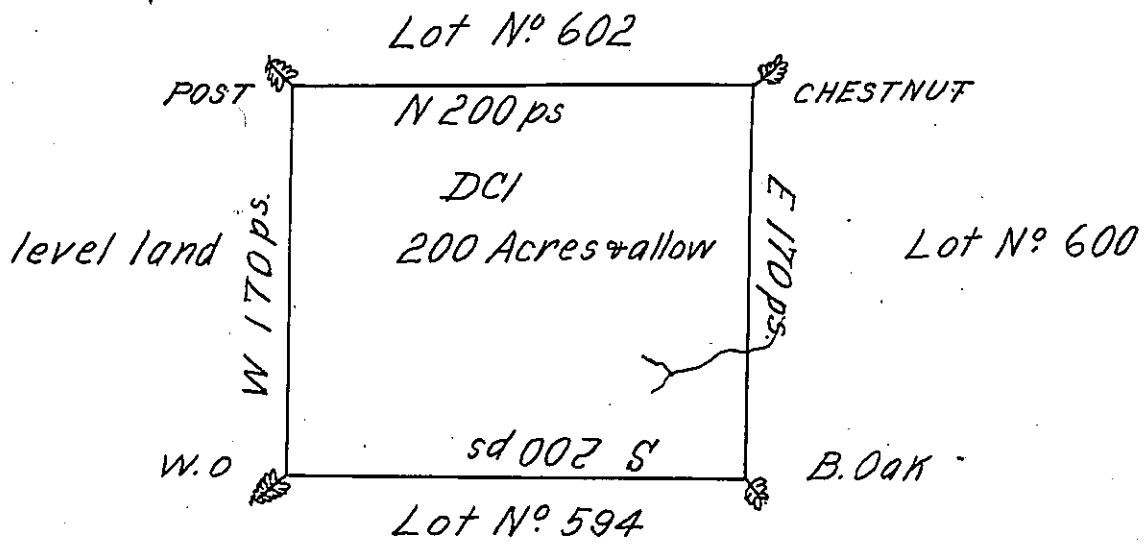 Lot Nº 602
POST
CHESTNUT
N 200 ps
DCI
level land
W 170 ps.
200 Acres & allow
E 170 ps.
Lot Nº 600
S 200 ps
W.O
B. Oak
Lot Nº 594